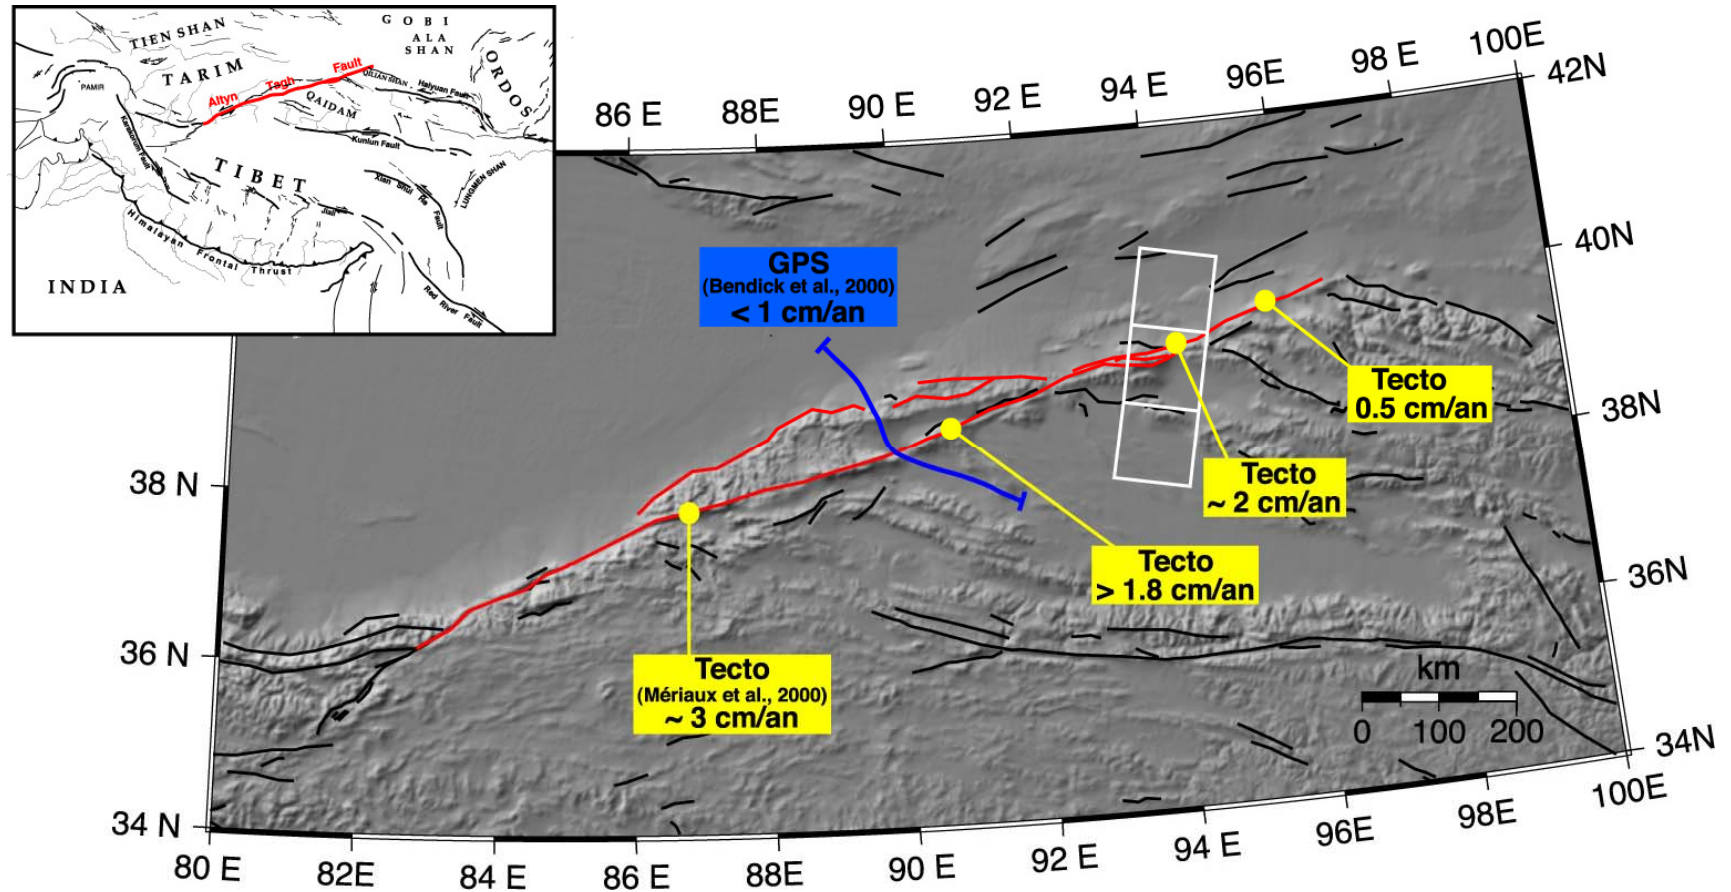 TIEN SHAN
GOBI
ALA
SHAN
ORDOS
TARIM
PAMIR
Altyn
Tagh
Fault
QILIAN SHAN
Haiyuan Fault
QAIDAM
Kunlun Fault
Karakorum Fault
TIBET
Xian Shui He Fault
LUNGMEN SHAN
Jiali
Himalayan Frontal Thrust
INDIA
Red River Fault
86 E
88E
90 E
92 E
94 E
96E
98 E
100E
42N
40N
38N
36N
34N
100E
98E
96E
94 E
92 E
90 E
88E
86 E
84 E
82E
80 E
34 N
36 N
38 N
GPS
(Bendick et al., 2000)
< 1 cm/an
Tecto
0.5 cm/an
Tecto
~ 2 cm/an
Tecto
> 1.8 cm/an
Tecto
(Mériaux et al., 2000)
~ 3 cm/an
km
0 100 200